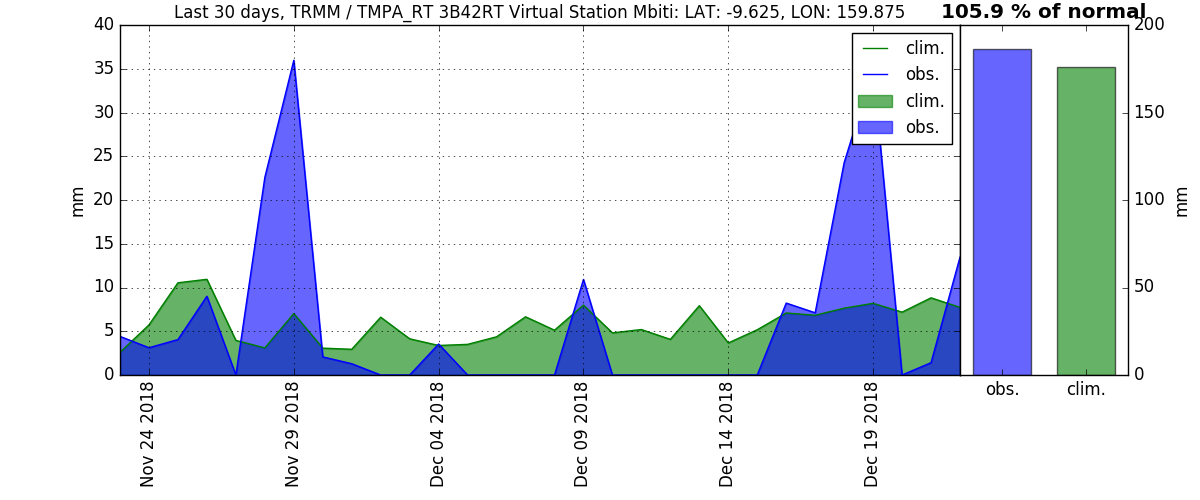 Last 30 days, TRMM / TMPA_RT 3B42RT Virtual Station Mbiti: LAT: -9.625, LON: 159.875
105.9 % of normal
40
35
30
25
20
15
10
5
0
mm
clim.
obs.
clim.
obs.
200
150
100
50
0
mm
obs.
clim.
Nov 24 2018
Nov 29 2018
Dec 04 2018
Dec 09 2018
Dec 14 2018
Dec 19 2018